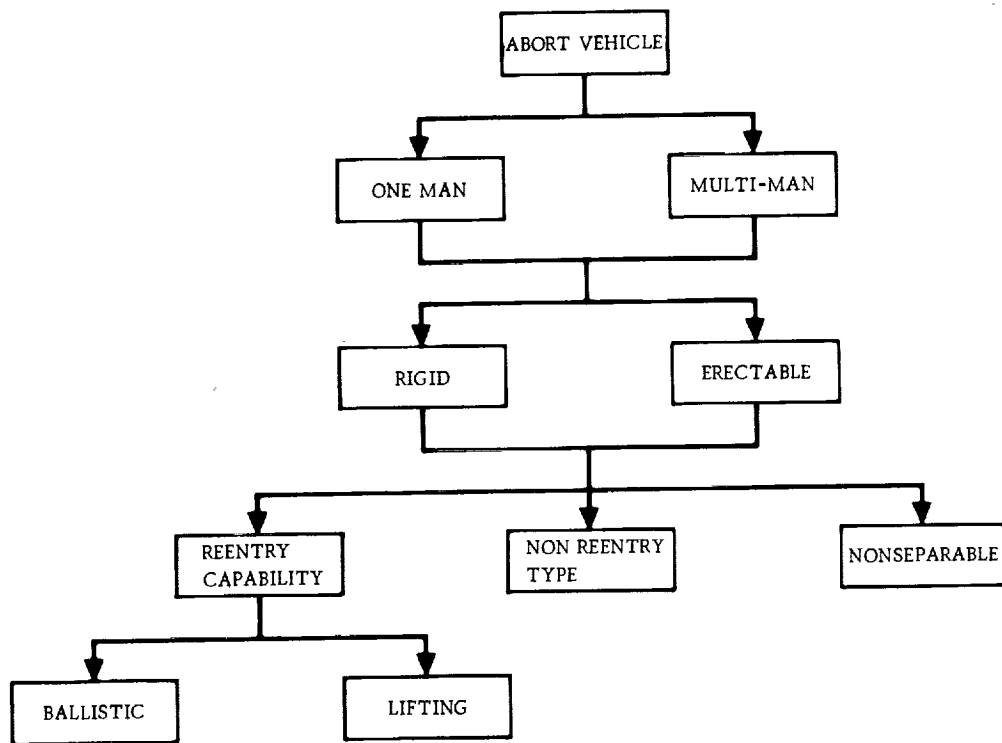 ABORT VEHICLE
ONE MAN
MULTI-MAN
RIGID
ERECTABLE
REENTRY
CAPABILITY
NON REENTRY
TYPE
NONSEPARABLE
BALLISTIC
LIFTING